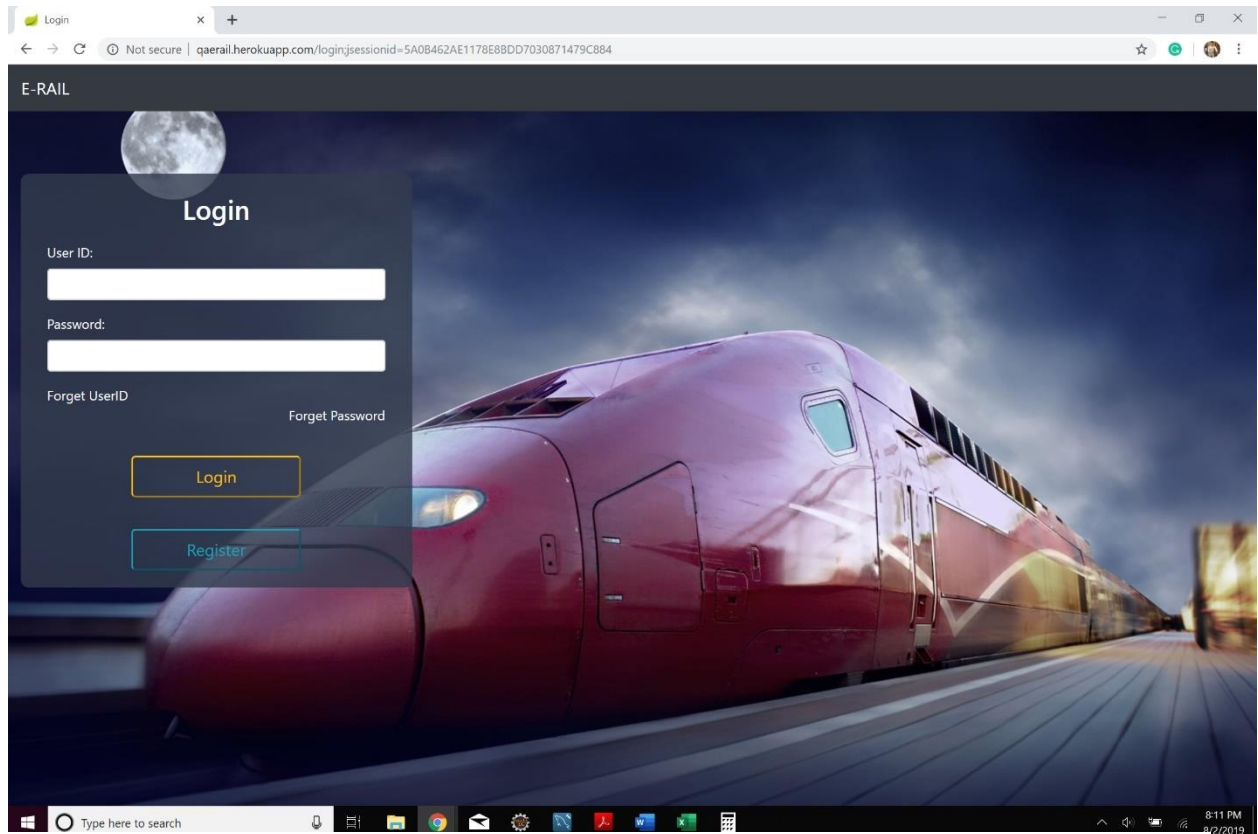 Login
Not secure | qaerail.herokuapp.com/login;jsessionid=5A0B462AE1178E8BDD7030871479C884
E-RAIL
Login
User ID:
Password:
Forget UserID
Forget Password
Login
Register
Type here to search
8:11 PM
8/2/2019